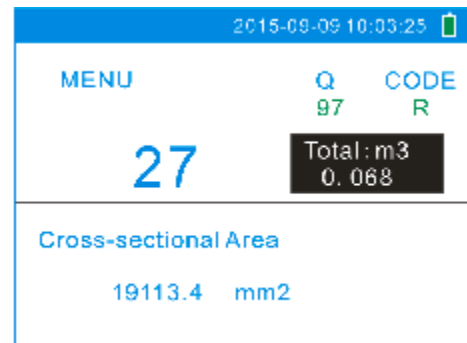 2015-09-09 10:03:25
MENU Q CODE
97 R
27 Total:m3
0.068
Cross-sectional Area
19113.4 mm2